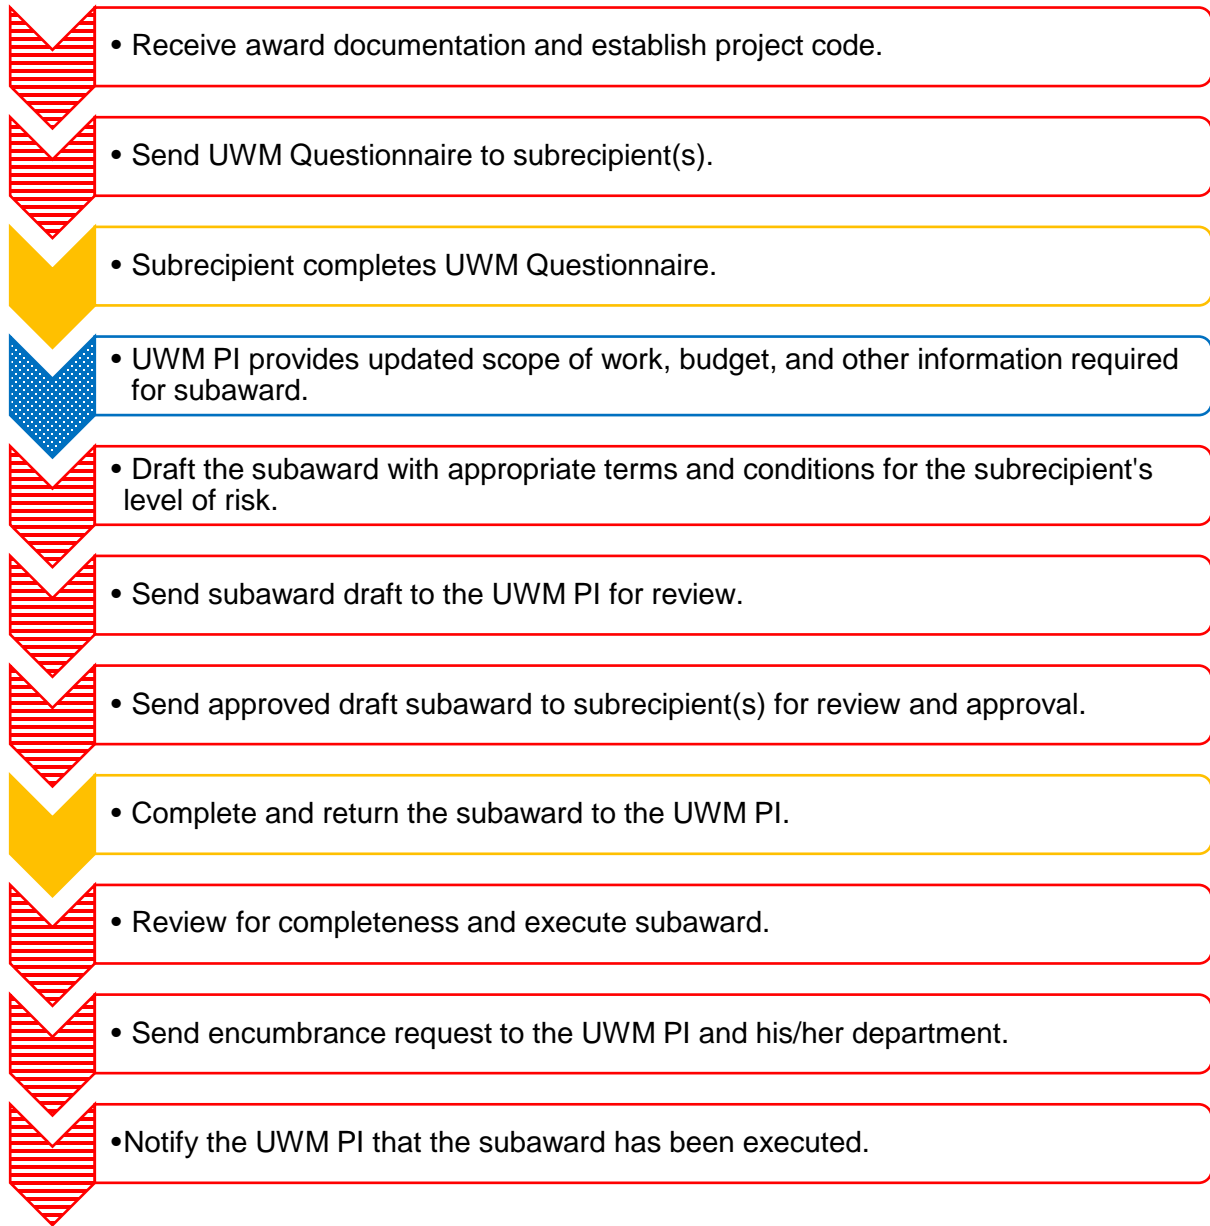 • Receive award documentation and establish project code.
• Send UWM Questionnaire to subrecipient(s).
• Subrecipient completes UWM Questionnaire.
• UWM PI provides updated scope of work, budget, and other information required
for subaward.
• Draft the subaward with appropriate terms and conditions for the subrecipient's
level of risk.
• Send subaward draft to the UWM PI for review.
• Send approved draft subaward to subrecipient(s) for review and approval.
• Complete and return the subaward to the UWM PI.
• Review for completeness and execute subaward.
• Send encumbrance request to the UWM PI and his/her department.
•Notify the UWM PI that the subaward has been executed.